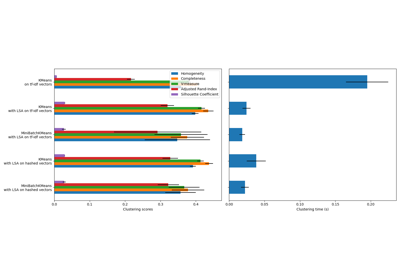 Homogeneity
Completeness
V-measure
Adjusted Rand-Index
Silhouette Coefficient
KMeans
on tf-idf vectors
KMeans
with LSA on tf-idf vectors
MiniBatchKMeans
with LSA on tf-idf vectors
KMeans
with LSA on hashed vectors
MiniBatchKMeans
with LSA on hashed vectors
0.0 0.1 0.2 0.3 0.4
Clustering scores
0.00 0.05 0.10 0.15 0.20
Clustering time (s)